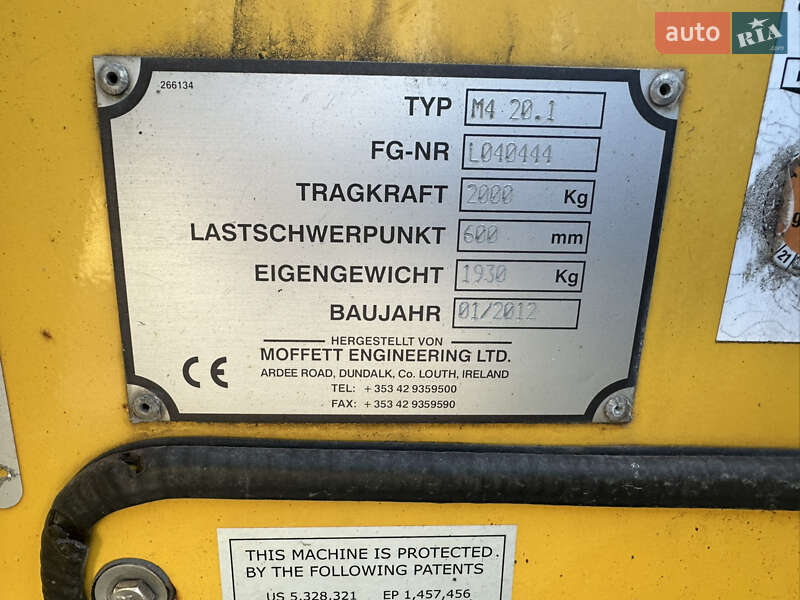 auto RIA
266134
TYP M4 20.1
FG-NR L040444
TRAGKRAFT 2000 Kg
LASTSCHWERPUNKT 600 mm
EIGENGEWICHT 1930 Kg
BAUJAHR 01/2012
HERGESTELLT VON
MOFFETT ENGINEERING LTD.
ARDEE ROAD, DUNDALK, Co. LOUTH, IRELAND
TEL: +353 42 9359500
FAX: +353 42 9359590
CE
21
THIS MACHINE IS PROTECTED
BY THE FOLLOWING PATENTS
US 5,328,321 EP 1,457,456